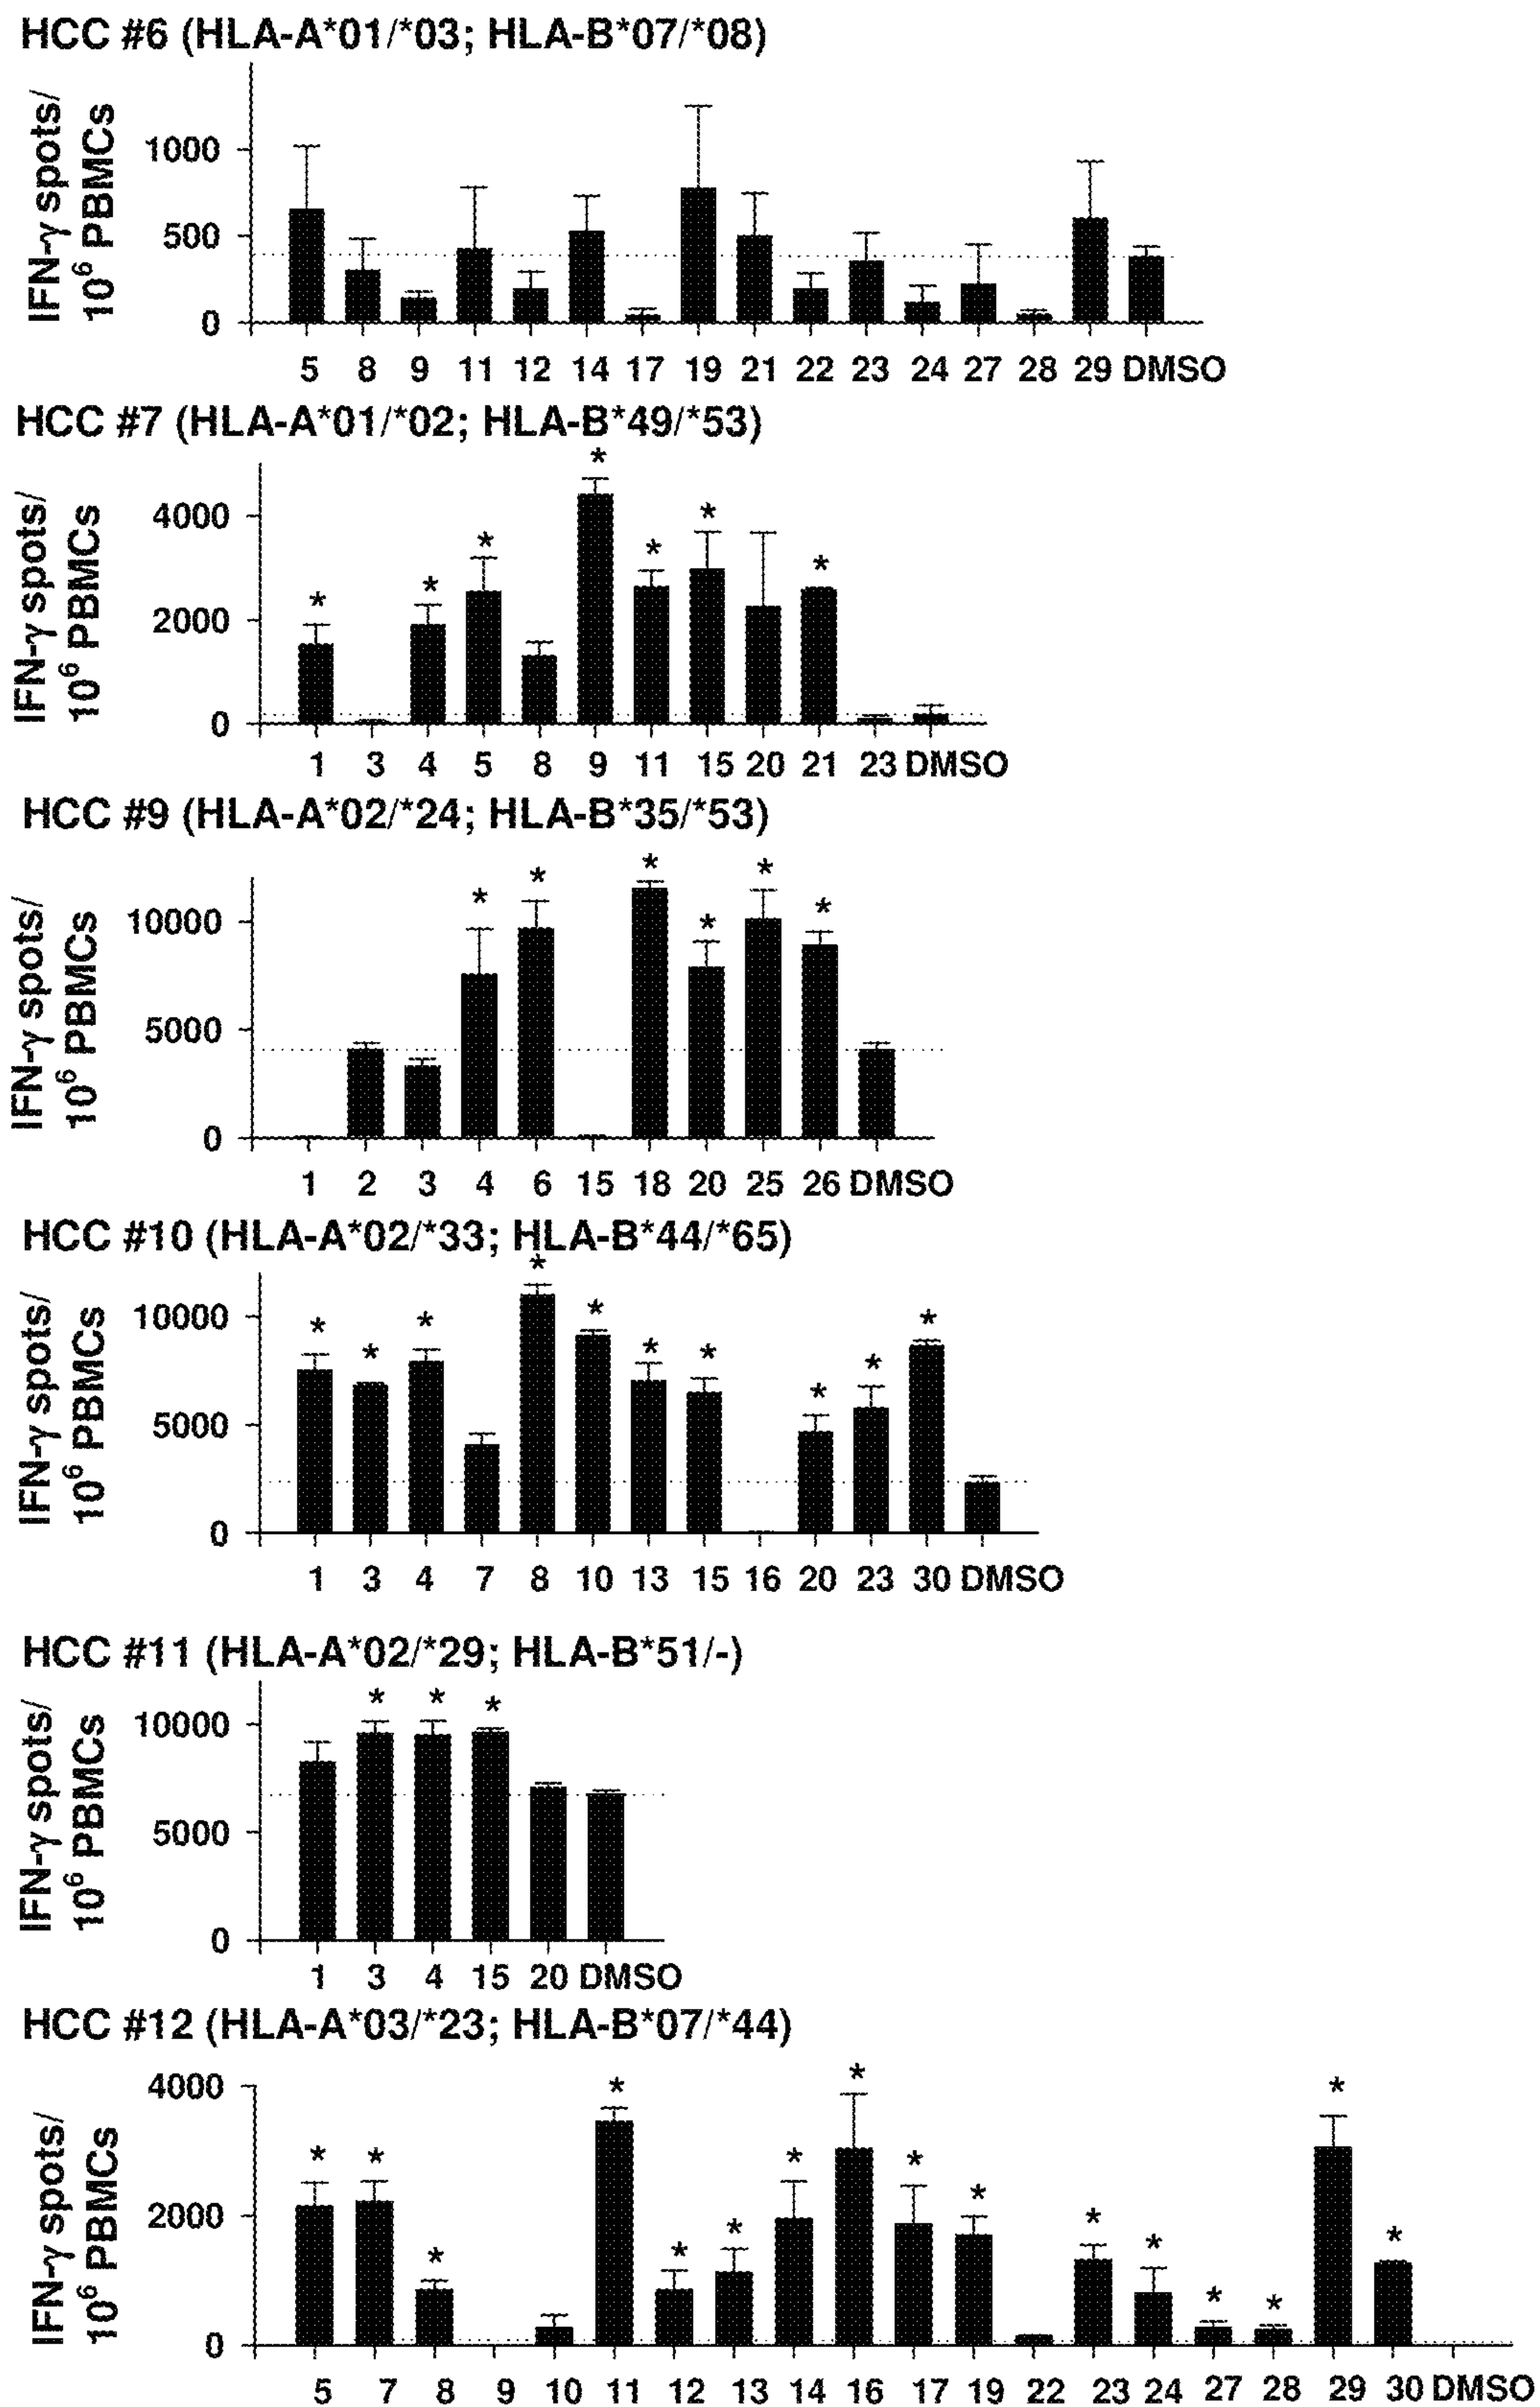 HCC #6 (HLA-A*01/*03; HLA-B*07/*08)
IFN-γ spots/
10⁶ PBMCs
1000
500
0
5 8 9 11 12 14 17 19 21 22 23 24 27 28 29 DMSO
HCC #7 (HLA-A*01/*02; HLA-B*49/*53)
IFN-γ spots/
10⁶ PBMCs
4000
2000
0
* * * * * * *
1 3 4 5 8 9 11 15 20 21 23 DMSO
HCC #9 (HLA-A*02/*24; HLA-B*35/*53)
IFN-γ spots/
10⁶ PBMCs
10000
5000
0
* * * * * *
1 2 3 4 6 15 18 20 25 26 DMSO
HCC #10 (HLA-A*02/*33; HLA-B*44/*65)
IFN-γ spots/
10⁶ PBMCs
10000
5000
0
* * * * * * * * * *
1 3 4 7 8 10 13 15 16 20 23 30 DMSO
HCC #11 (HLA-A*02/*29; HLA-B*51/-)
IFN-γ spots/
10⁶ PBMCs
10000
5000
0
* * *
1 3 4 15 20 DMSO
HCC #12 (HLA-A*03/*23; HLA-B*07/*44)
IFN-γ spots/
10⁶ PBMCs
4000
2000
0
* * * * * * * * * * * * * * * *
5 7 8 9 10 11 12 13 14 16 17 19 22 23 24 27 28 29 30 DMSO